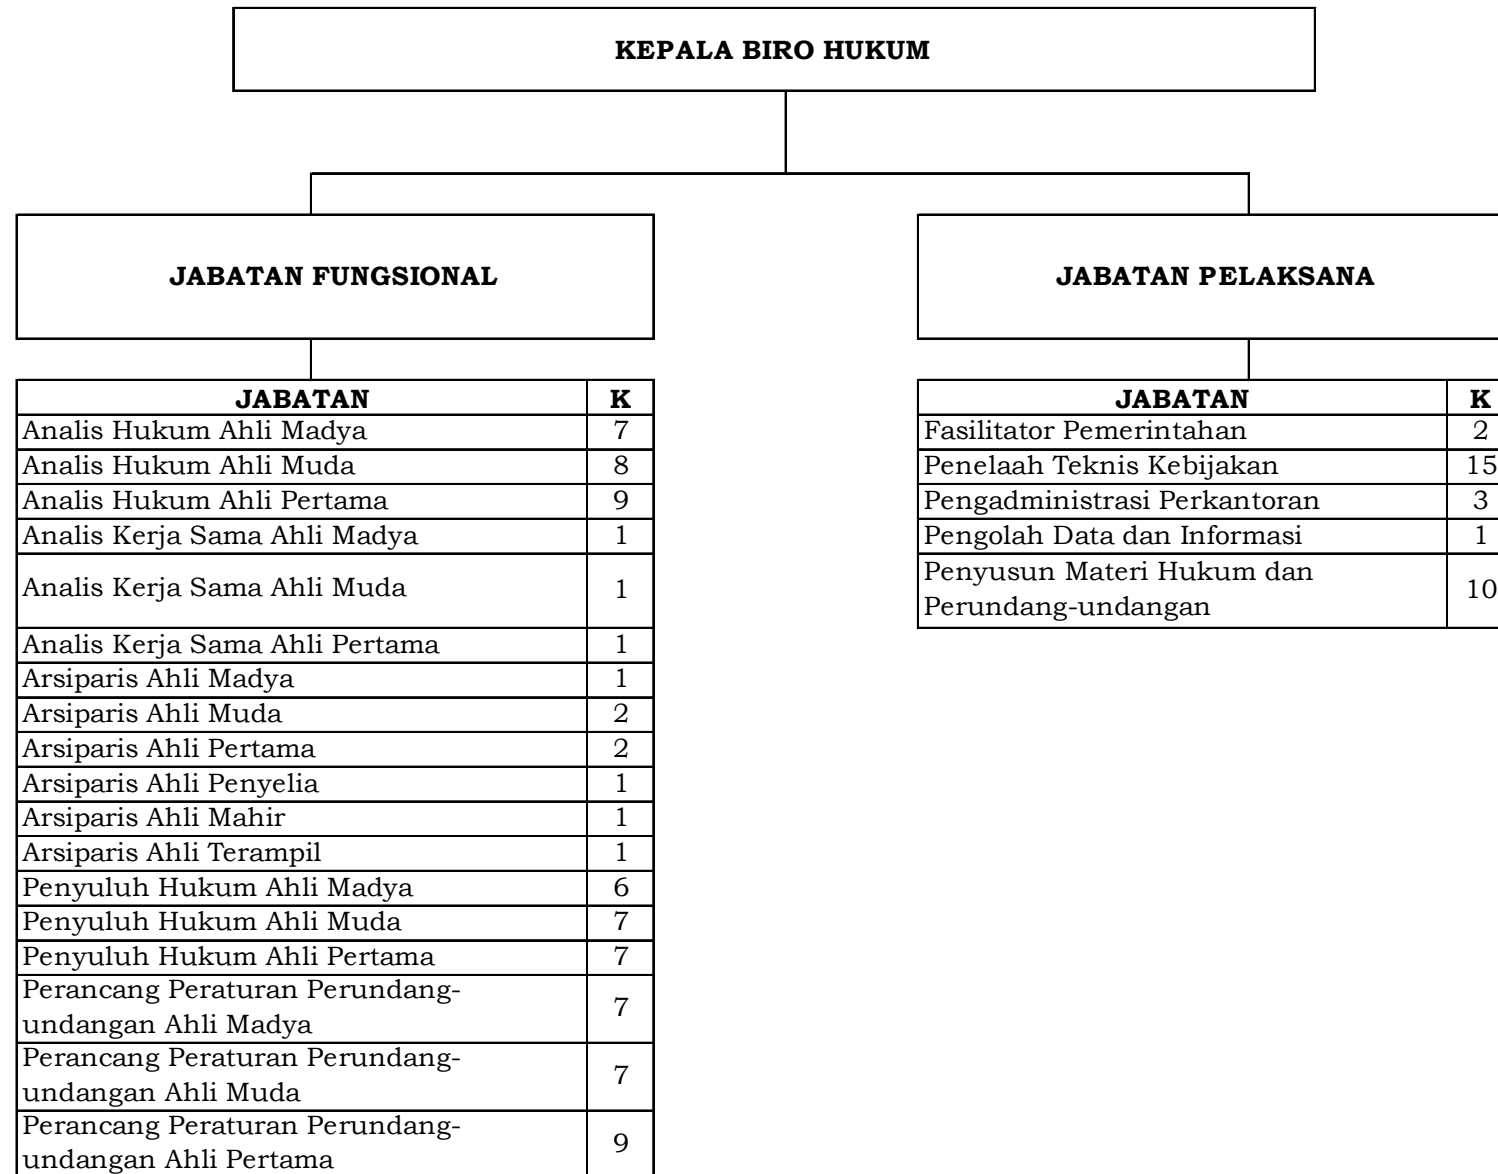 KEPALA BIRO HUKUM
JABATAN FUNGSIONAL
JABATAN K
Analis Hukum Ahli Madya 7
Analis Hukum Ahli Muda 8
Analis Hukum Ahli Pertama 9
Analis Kerja Sama Ahli Madya 1
Analis Kerja Sama Ahli Muda 1
Analis Kerja Sama Ahli Pertama 1
Arsiparis Ahli Madya 1
Arsiparis Ahli Muda 2
Arsiparis Ahli Pertama 2
Arsiparis Ahli Penyelia 1
Arsiparis Ahli Mahir 1
Arsiparis Ahli Terampil 1
Penyuluh Hukum Ahli Madya 6
Penyuluh Hukum Ahli Muda 7
Penyuluh Hukum Ahli Pertama 7
Perancang Peraturan Perundang-
undangan Ahli Madya 7
Perancang Peraturan Perundang-
undangan Ahli Muda 7
Perancang Peraturan Perundang-
undangan Ahli Pertama 9
JABATAN PELAKSANA
JABATAN K
Fasilitator Pemerintahan 2
Penelaah Teknis Kebijakan 15
Pengadministrasi Perkantoran 3
Pengolah Data dan Informasi 1
Penyusun Materi Hukum dan
Perundang-undangan 10